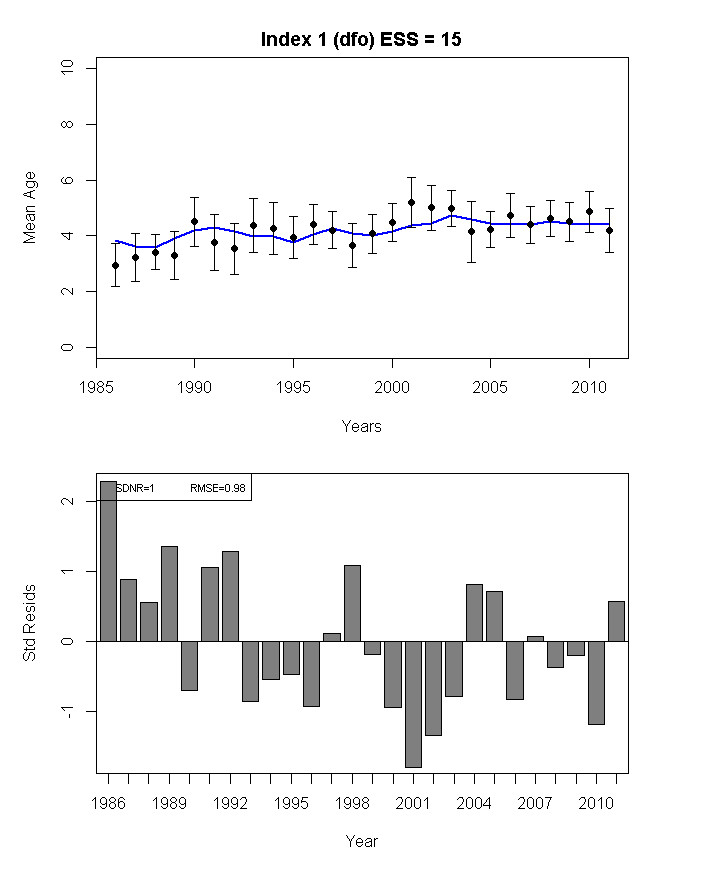 Index 1 (dfo) ESS = 15
Mean Age
10
8
6
4
2
0
1985 1990 1995 2000 2005 2010
Years
SDNR=1 RMSE=0.98
Std Resids
2
1
0
-1
1986 1989 1992 1995 1998 2001 2004 2007 2010
Year